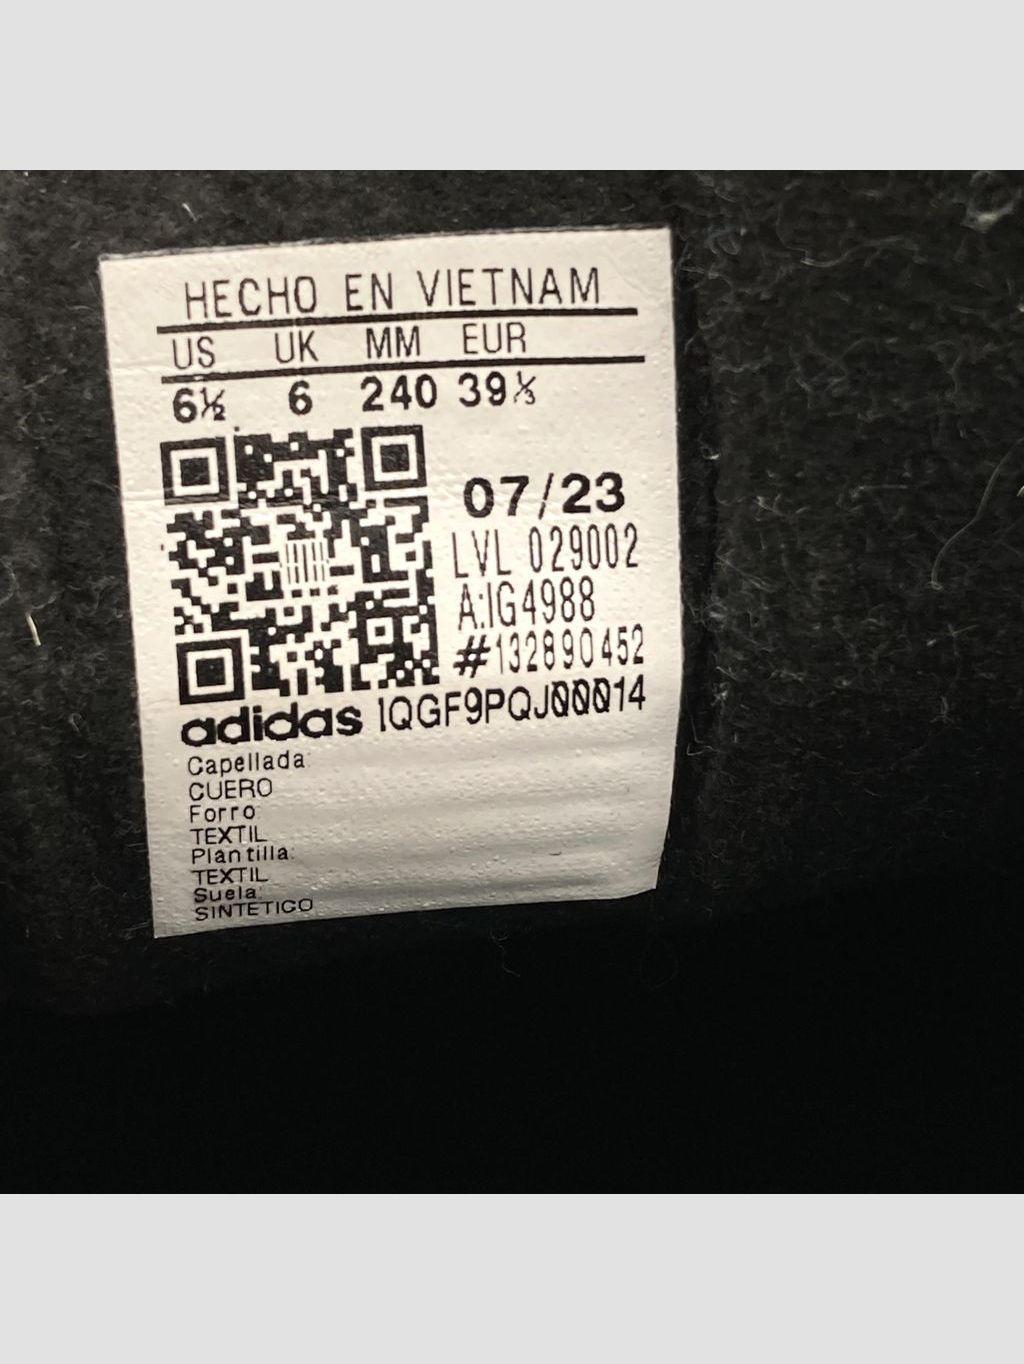 HECHO EN VIETNAM
US UK MM EUR
6½ 6 240 39⅓
07/23
LVL 029002
A:IG4988
#132890452
adidas 1QGF9PQJ00014
Capellada:
CUERO
Forro:
TEXTIL
Plantilla:
TEXTIL
Suela:
SINTETICO